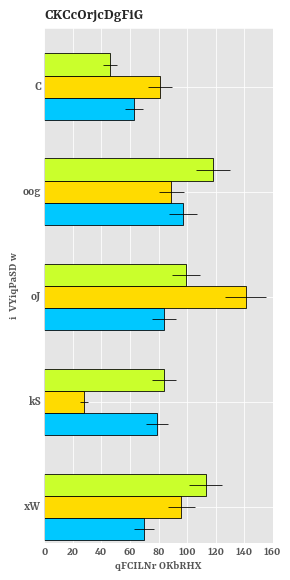 CKCcOrjcDgFlG
C
oog
oJ
kS
xW
i VYiqPaSD w
0 20 40 60 80 100 120 140 160
qFCILNr OKbRHX